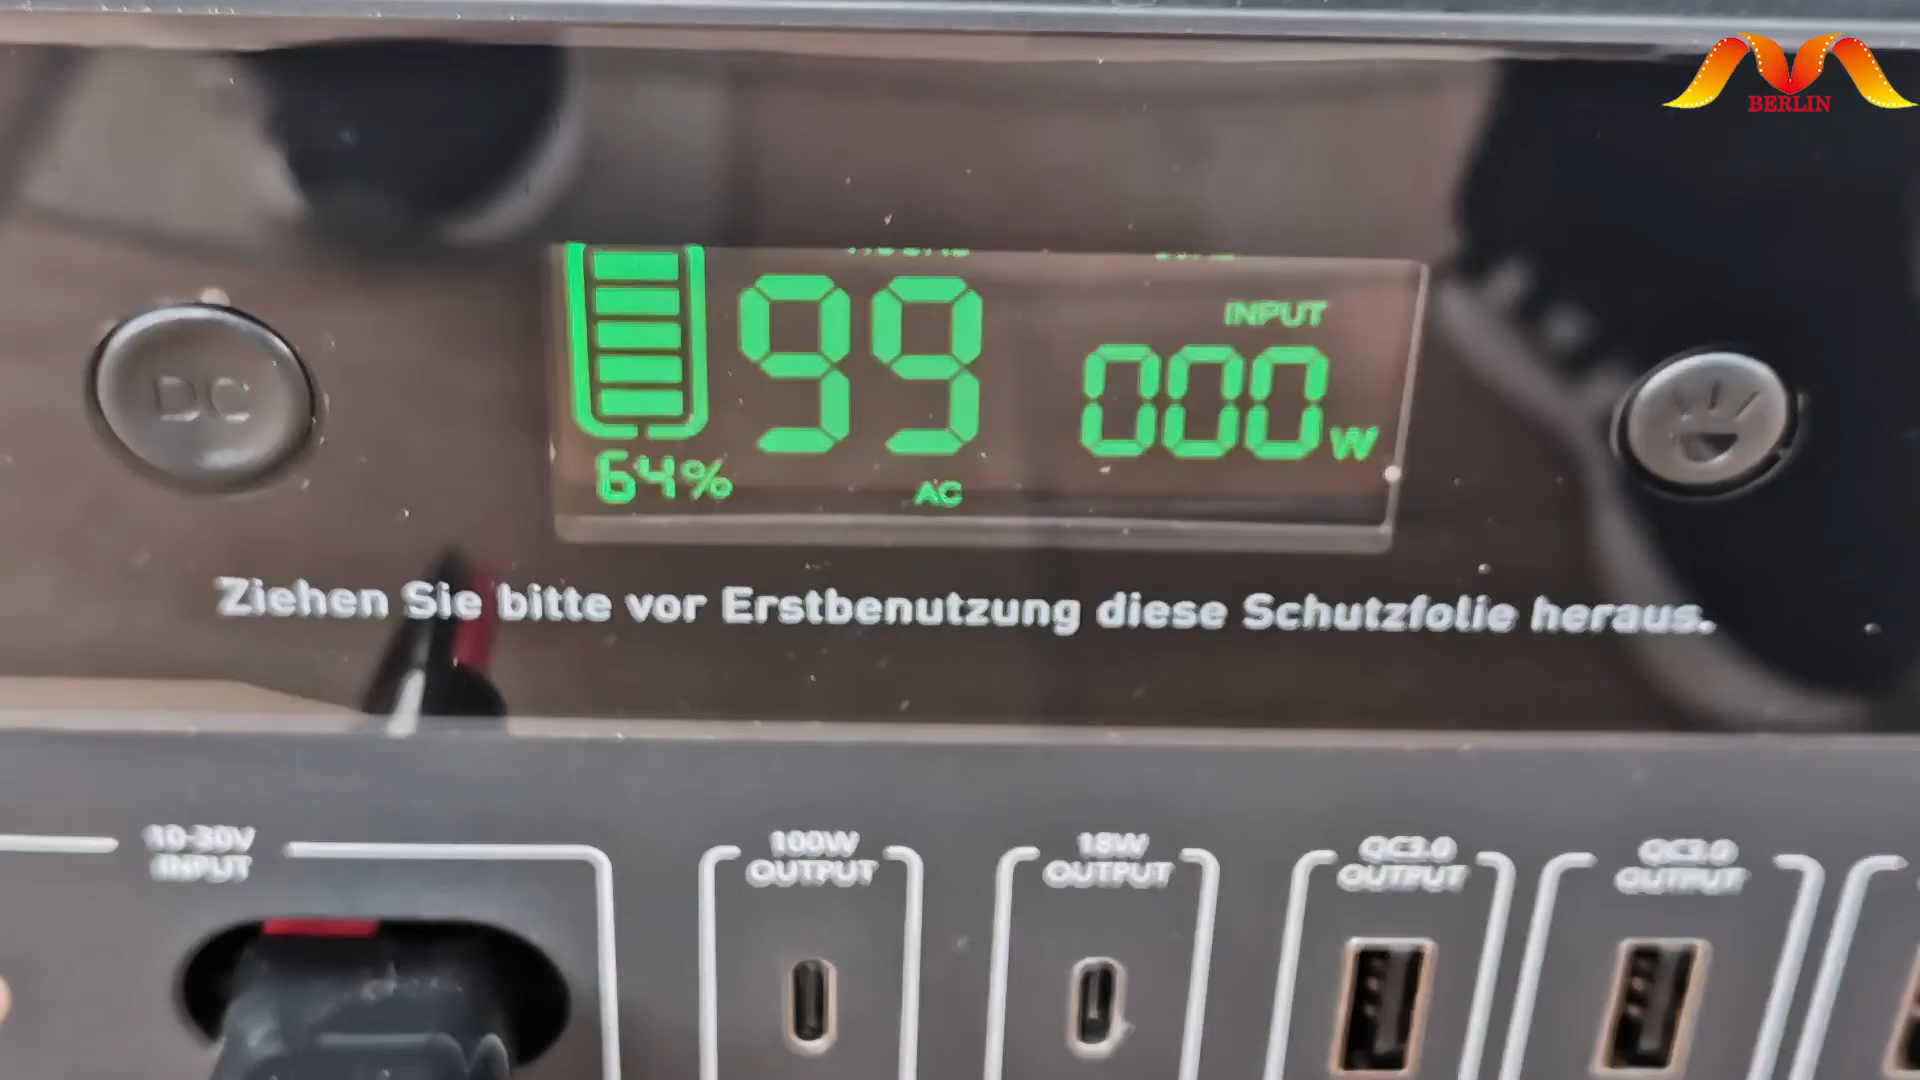 BERLIN
DC
99
INPUT
000W
64%
AC
Ziehen Sie bitte vor Erstbenutzung diese Schutzfolie heraus.
10-30V
INPUT
100W
OUTPUT
18W
OUTPUT
QC3.0
OUTPUT
QC3.0
OUTPUT